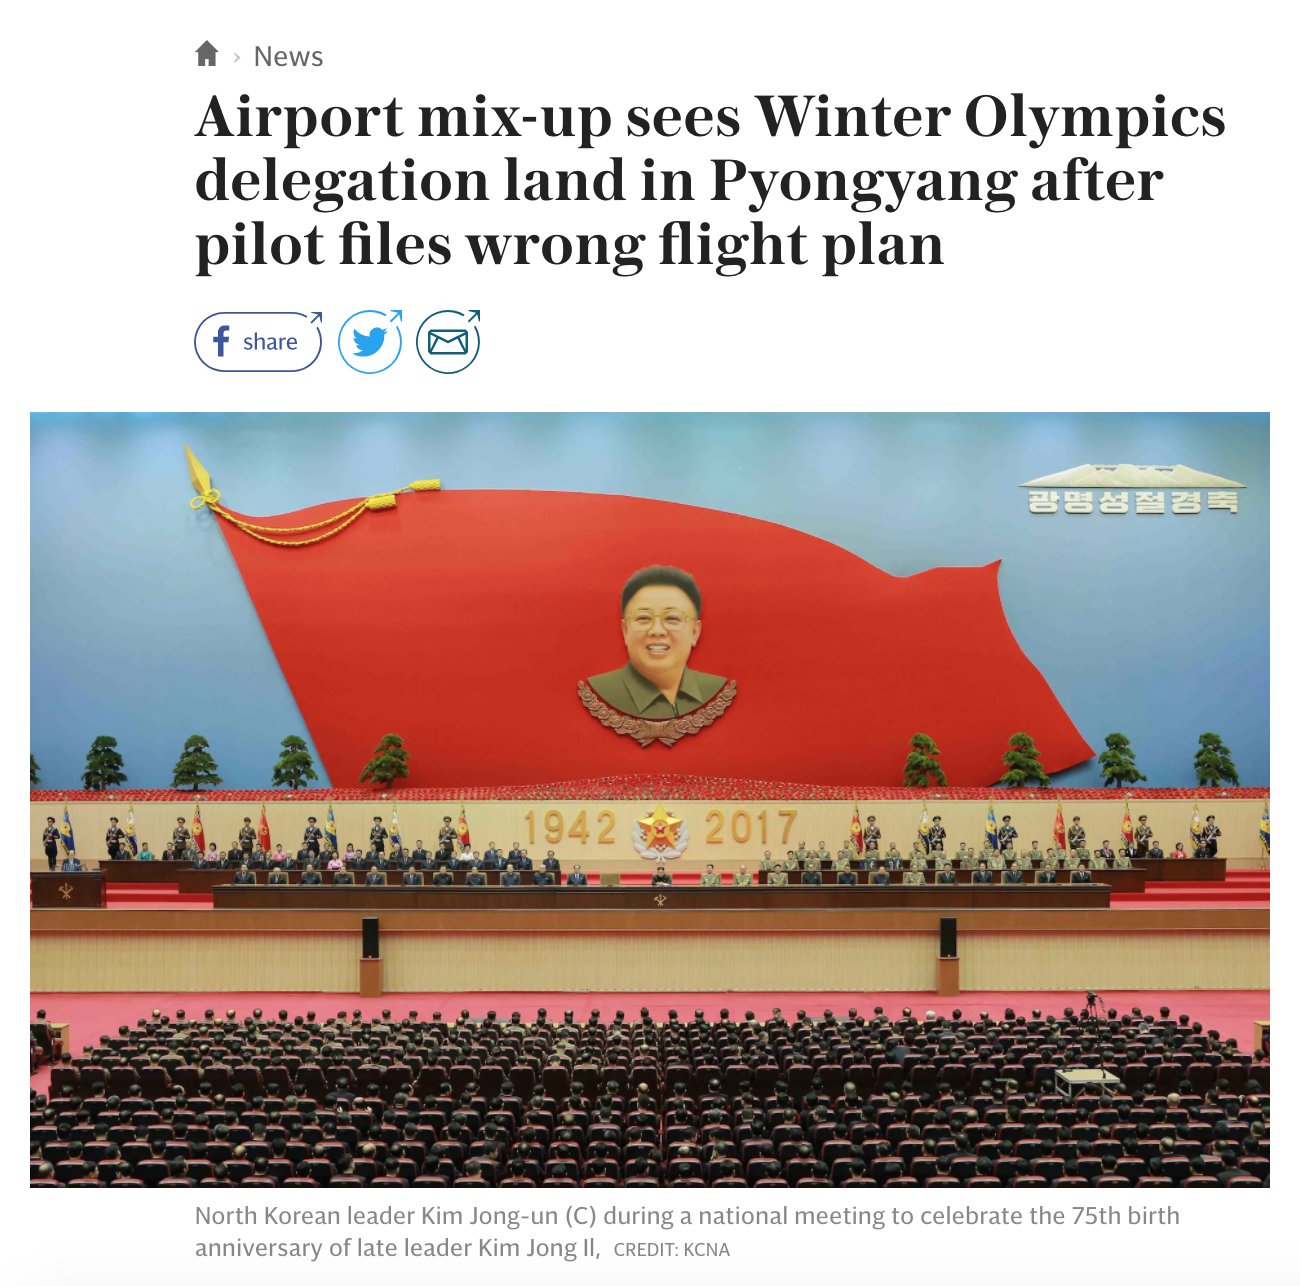 News
Airport mix-up sees Winter Olympics
delegation land in Pyongyang after
pilot files wrong flight plan
share
광명성절경축
1942 2017
North Korean leader Kim Jong-un (C) during a national meeting to celebrate the 75th birth
anniversary of late leader Kim Jong Il, CREDIT: KCNA